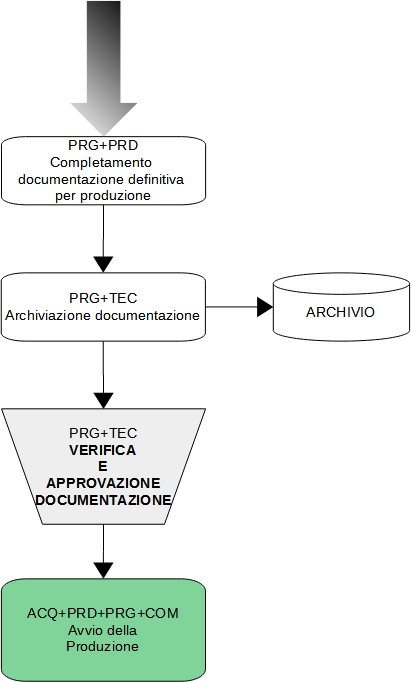 PRG+PRD
Completamento
documentazione definitiva
per produzione
PRG+TEC
Archiviazione documentazione
ARCHIVIO
PRG+TEC
VERIFICA
E
APPROVAZIONE
DOCUMENTAZIONE
ACQ+PRD+PRG+COM
Avvio della
Produzione